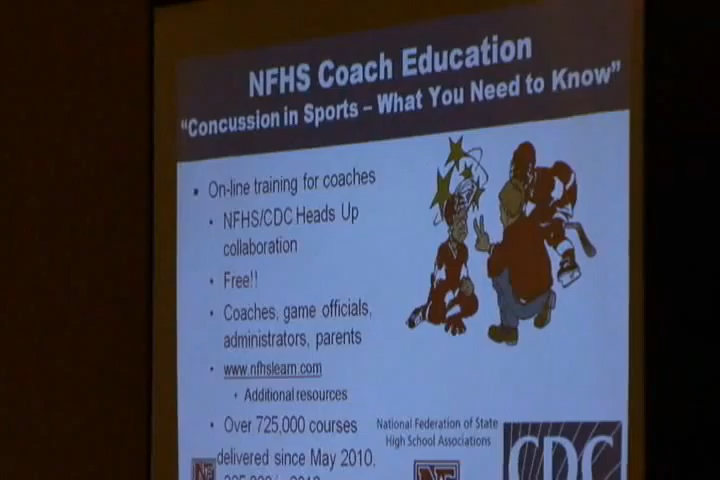 NFHS Coach Education
"Concussion in Sports – What You Need to Know"
• On-line training for coaches
• NFHS/CDC Heads Up
collaboration
• Free!!
• Coaches, game officials,
administrators, parents
• www.nfhslearn.com
• Additional resources
• Over 725,000 courses
delivered since May 2010.
National Federation of State
High School Associations
CDC